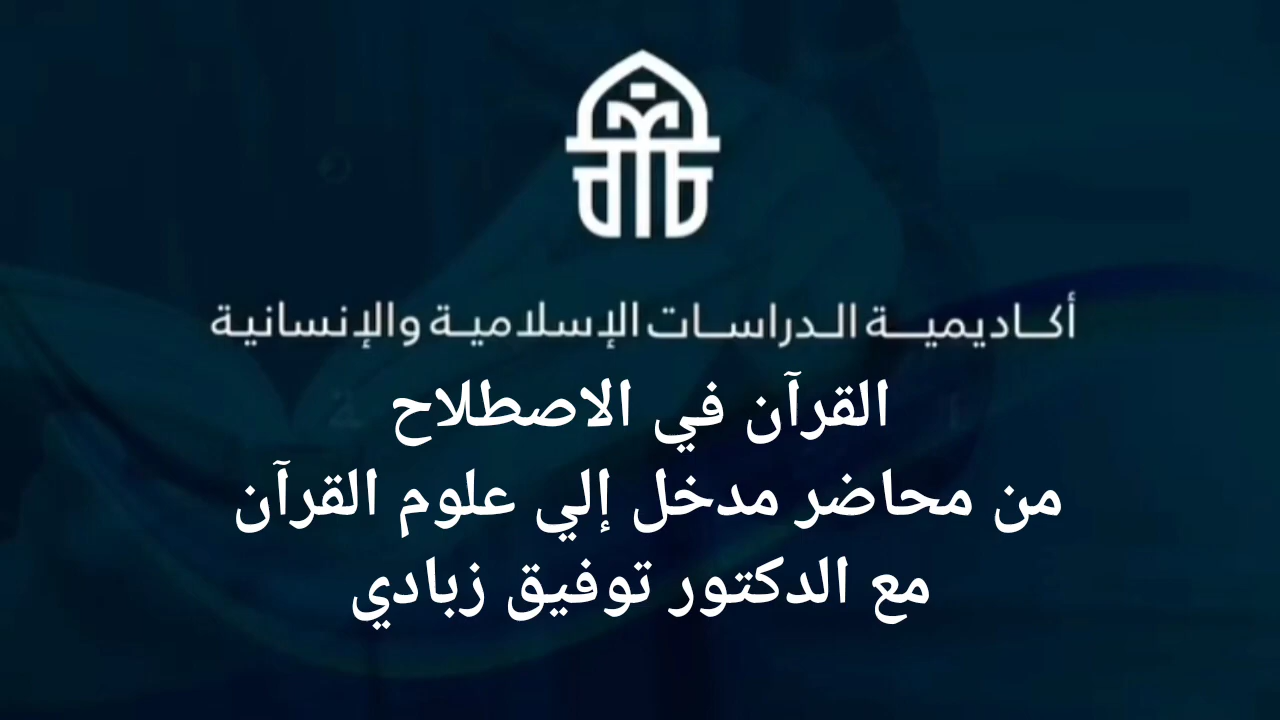 أكاديمية الدراسات الإسلامية والإنسانية
القرآن في الاصطلاح
من محاضر مدخل إلي علوم القرآن
مع الدكتور توفيق زبادي